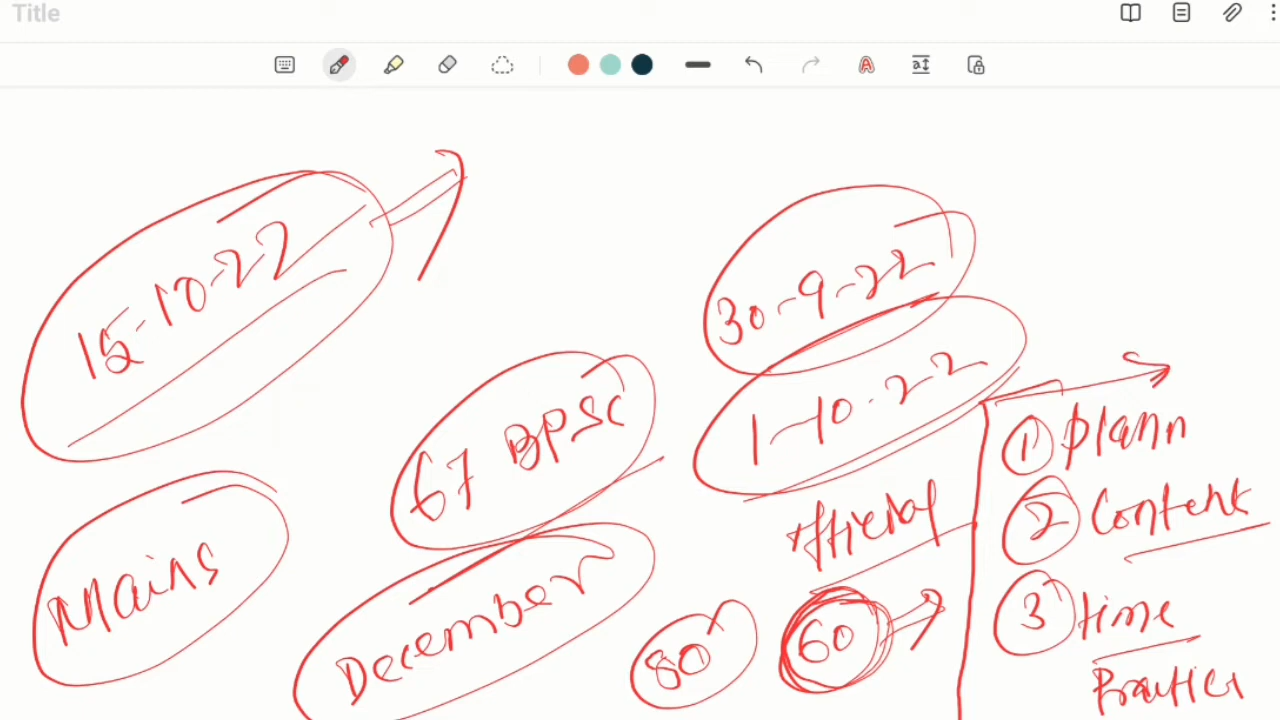 Title
15-10-22
30-9-22
1-10-22
67 BPSC
Mains
December
80
60
1 Plann
2 Content
3 time
Practice